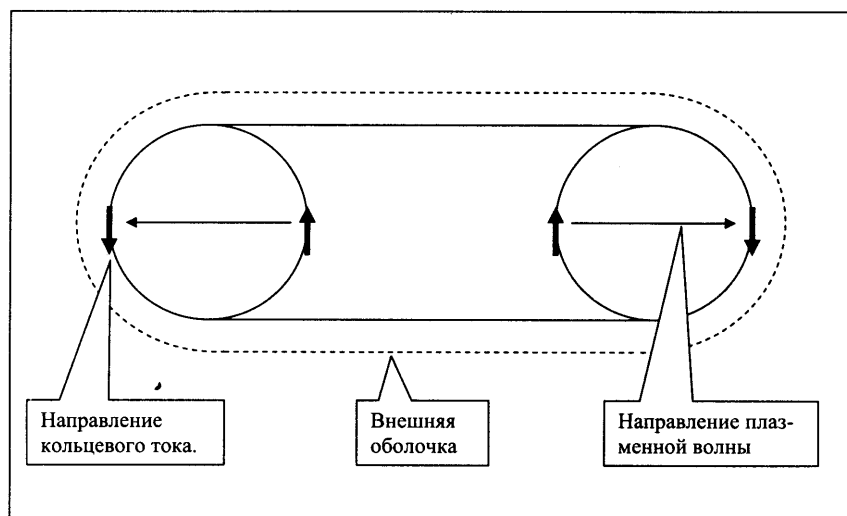 Направление
кольцевого тока.
Внешняя
оболочка
Направление плаз-
менной волны